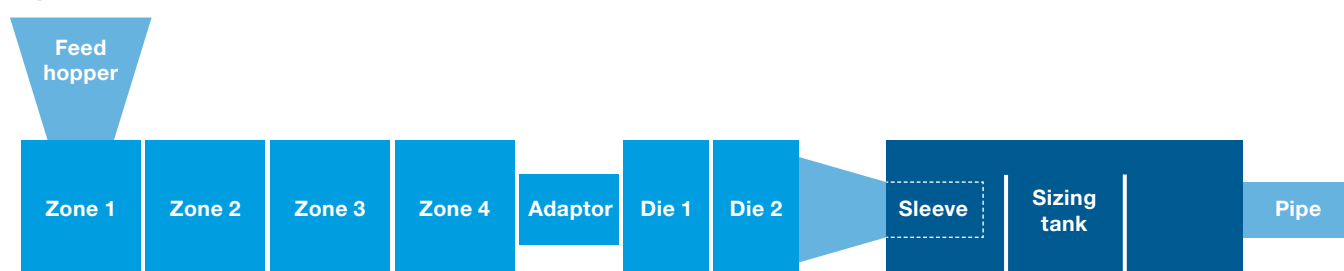 Feed
hopper
Zone 1
Zone 2
Zone 3
Zone 4
Adaptor
Die 1
Die 2
Sleeve
Sizing
tank
Pipe